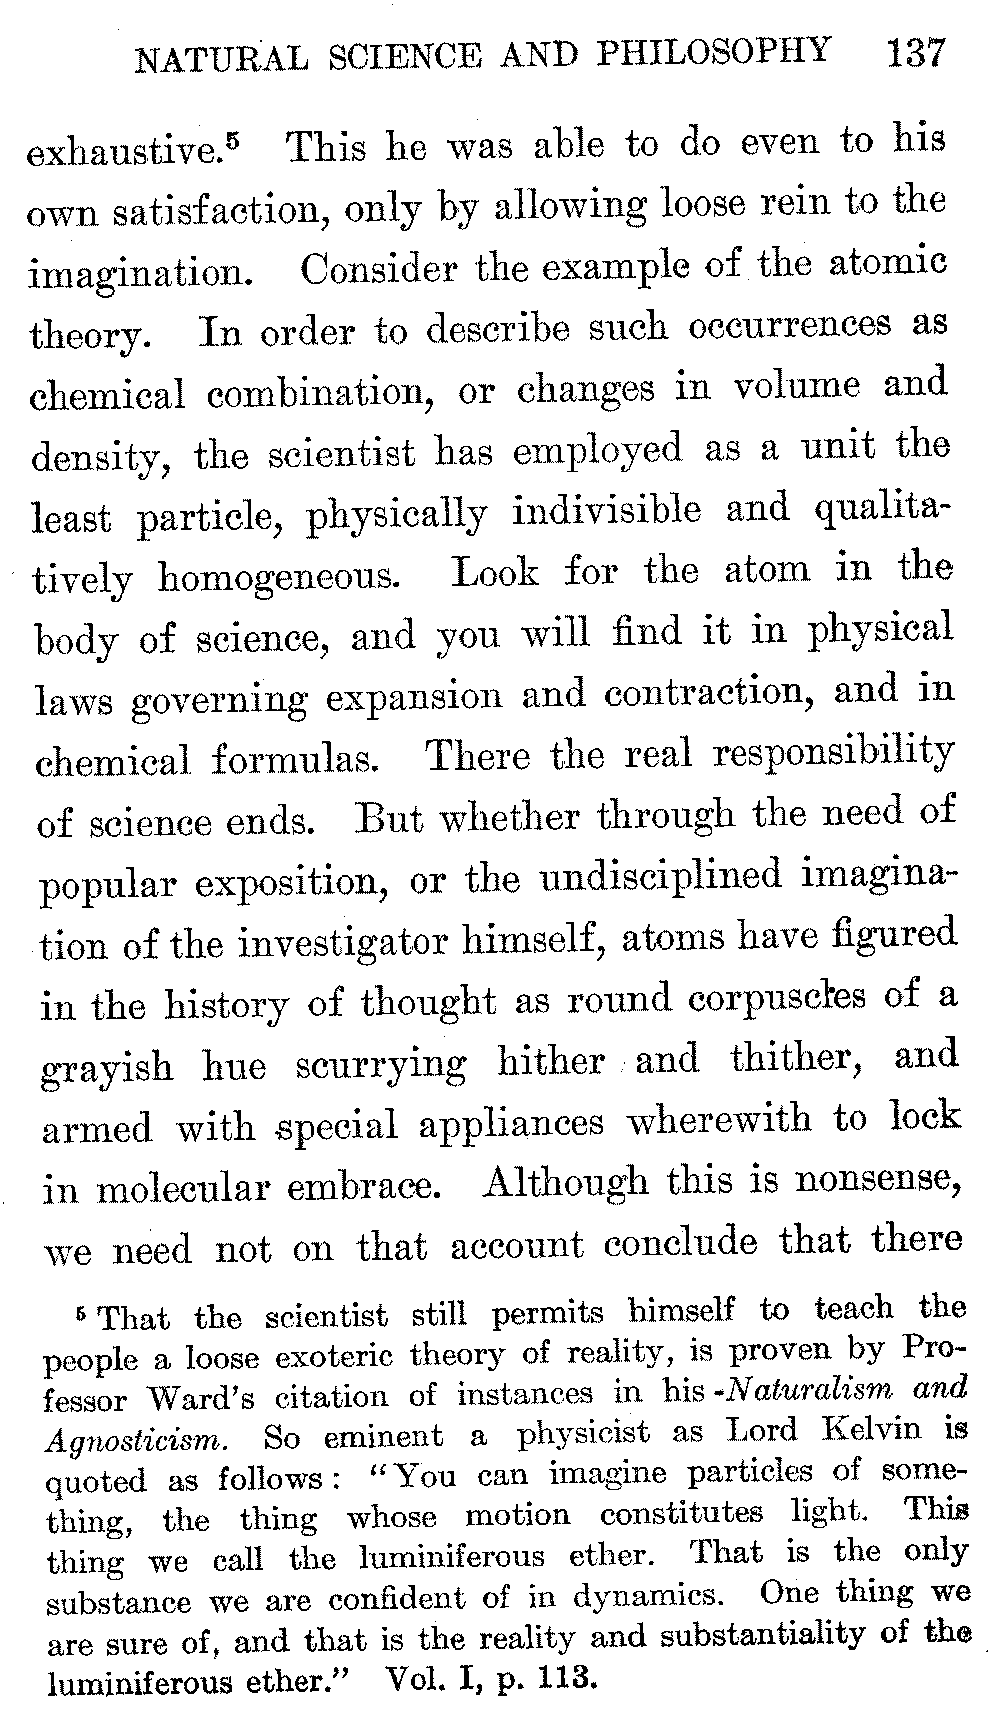 NATURAL SCIENCE AND PHILOSOPHY 137
exhaustive.⁵ This he was able to do even to his
own satisfaction, only by allowing loose rein to the
imagination. Consider the example of the atomic
theory. In order to describe such occurrences as
chemical combination, or changes in volume and
density, the scientist has employed as a unit the
least particle, physically indivisible and qualita-
tively homogeneous. Look for the atom in the
body of science, and you will find it in physical
laws governing expansion and contraction, and in
chemical formulas. There the real responsibility
of science ends. But whether through the need of
popular exposition, or the undisciplined imagina-
tion of the investigator himself, atoms have figured
in the history of thought as round corpuscles of a
grayish hue scurrying hither and thither, and
armed with special appliances wherewith to lock
in molecular embrace. Although this is nonsense,
we need not on that account conclude that there
⁵ That the scientist still permits himself to teach the
people a loose exoteric theory of reality, is proven by Pro-
fessor Ward's citation of instances in his Naturalism and
Agnosticism. So eminent a physicist as Lord Kelvin is
quoted as follows: "You can imagine particles of some-
thing, the thing whose motion constitutes light. This
thing we call the luminiferous ether. That is the only
substance we are confident of in dynamics. One thing we
are sure of, and that is the reality and substantiality of the
luminiferous ether." Vol. I, p. 113.